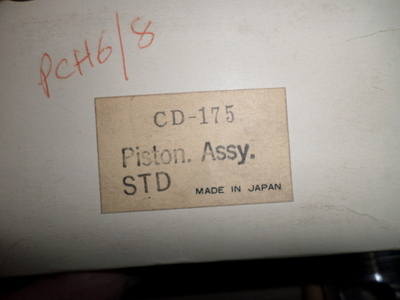 PCH6/8
CD-175
Piston. Assy.
STD MADE IN JAPAN